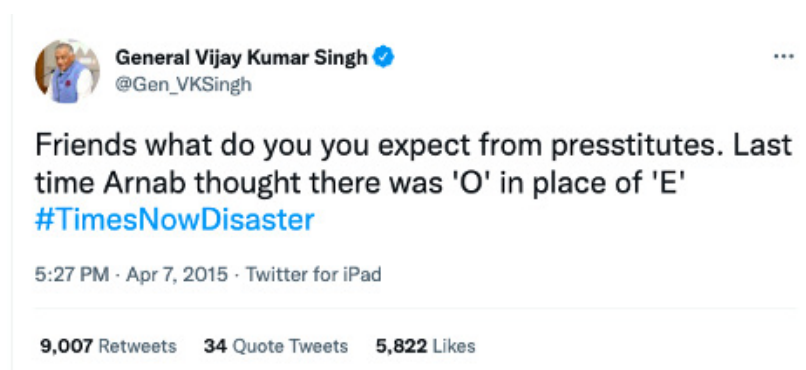 General Vijay Kumar Singh
@Gen_VKSingh
Friends what do you you expect from presstitutes. Last
time Arnab thought there was 'O' in place of 'E'
#TimesNowDisaster
5:27 PM · Apr 7, 2015 · Twitter for iPad
9,007 Retweets 34 Quote Tweets 5,822 Likes